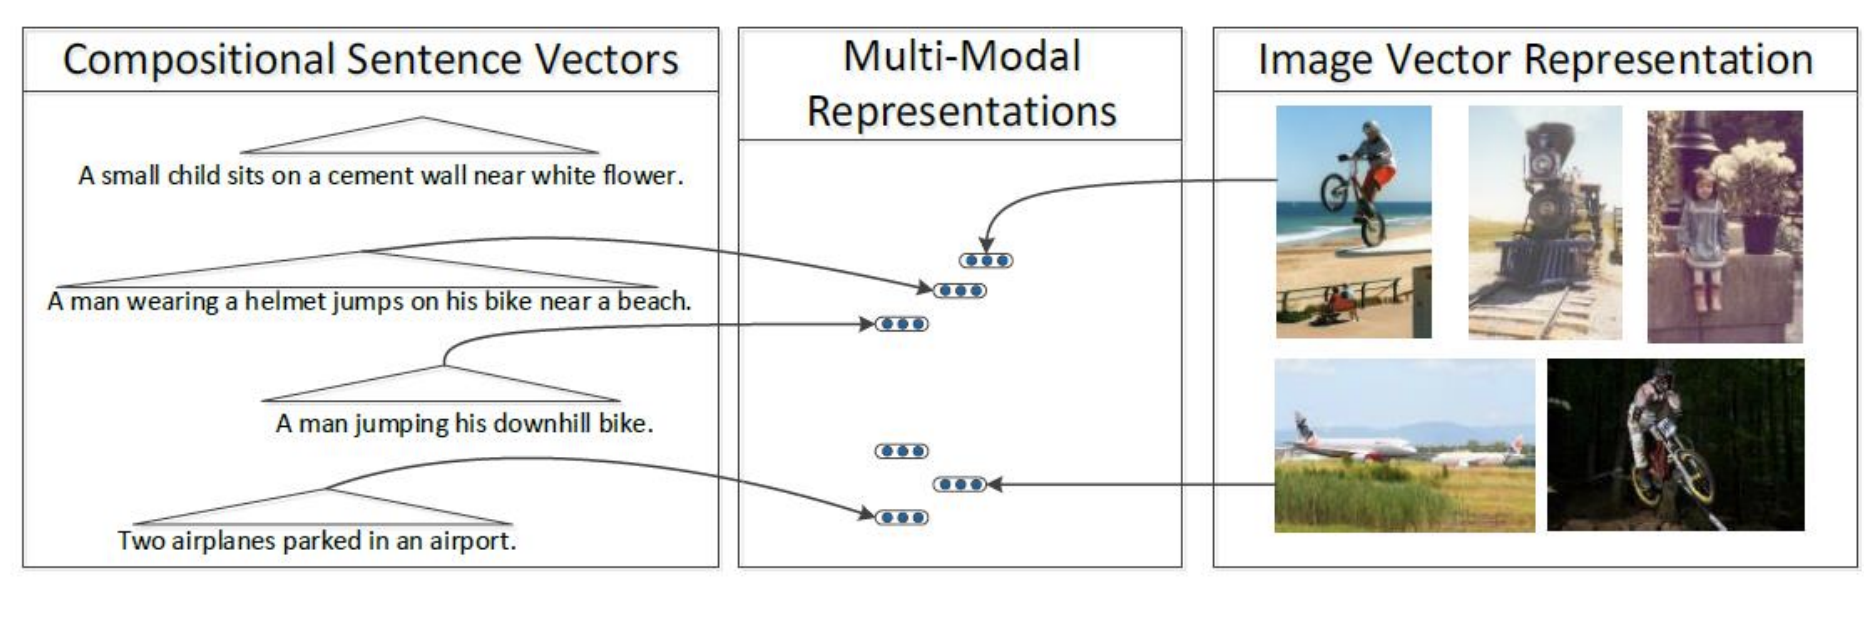 Compositional Sentence Vectors
A small child sits on a cement wall near white flower.
A man wearing a helmet jumps on his bike near a beach.
A man jumping his downhill bike.
Two airplanes parked in an airport.
Multi-Modal
Representations
Image Vector Representation